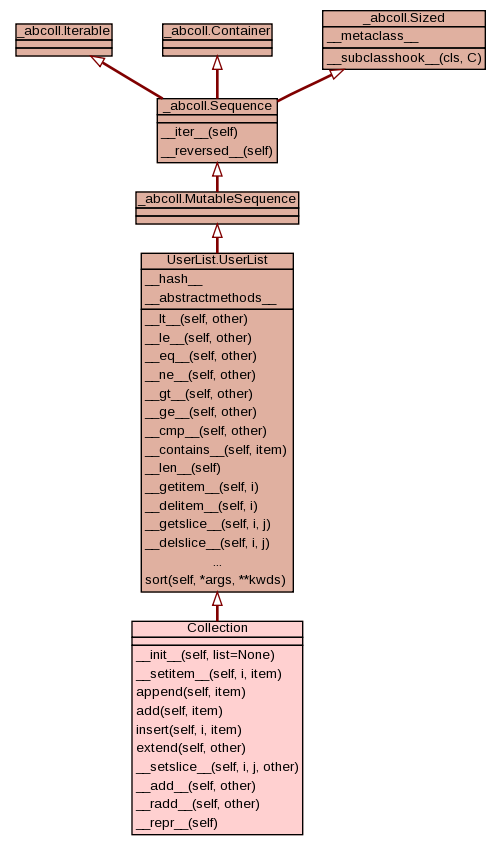 _abcoll.Iterable
_abcoll.Container
_abcoll.Sized
__metaclass__
__subclasshook__(cls, C)
_abcoll.Sequence
__iter__(self)
__reversed__(self)
_abcoll.MutableSequence
UserList.UserList
__hash__
__abstractmethods__
__lt__(self, other)
__le__(self, other)
__eq__(self, other)
__ne__(self, other)
__gt__(self, other)
__ge__(self, other)
__cmp__(self, other)
__contains__(self, item)
__len__(self)
__getitem__(self, i)
__delitem__(self, i)
__getslice__(self, i, j)
__delslice__(self, i, j)
...
sort(self, *args, **kwds)
Collection
__init__(self, list=None)
__setitem__(self, i, item)
append(self, item)
add(self, item)
insert(self, i, item)
extend(self, other)
__setslice__(self, i, j, other)
__add__(self, other)
__radd__(self, other)
__repr__(self)